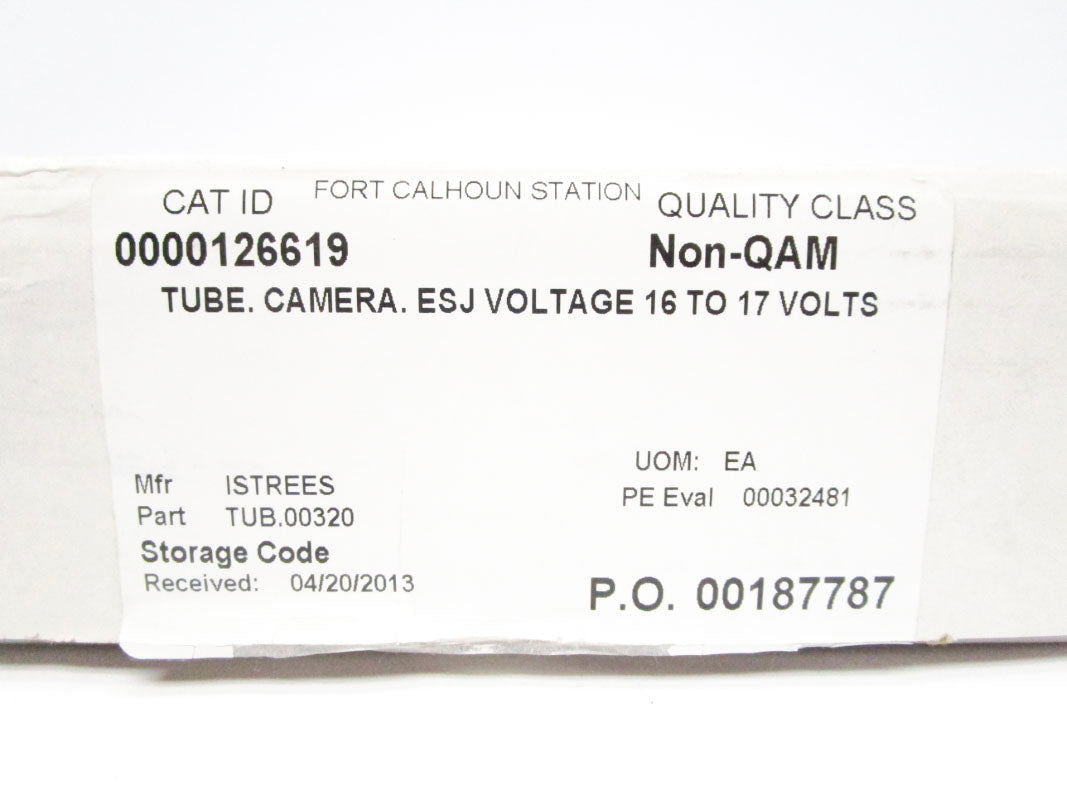 FORT CALHOUN STATION
CAT ID QUALITY CLASS
0000126619 Non-QAM
TUBE. CAMERA. ESJ VOLTAGE 16 TO 17 VOLTS
UOM: EA
Mfr ISTREES PE Eval 00032481
Part TUB.00320
Storage Code
Received: 04/20/2013 P.O. 00187787